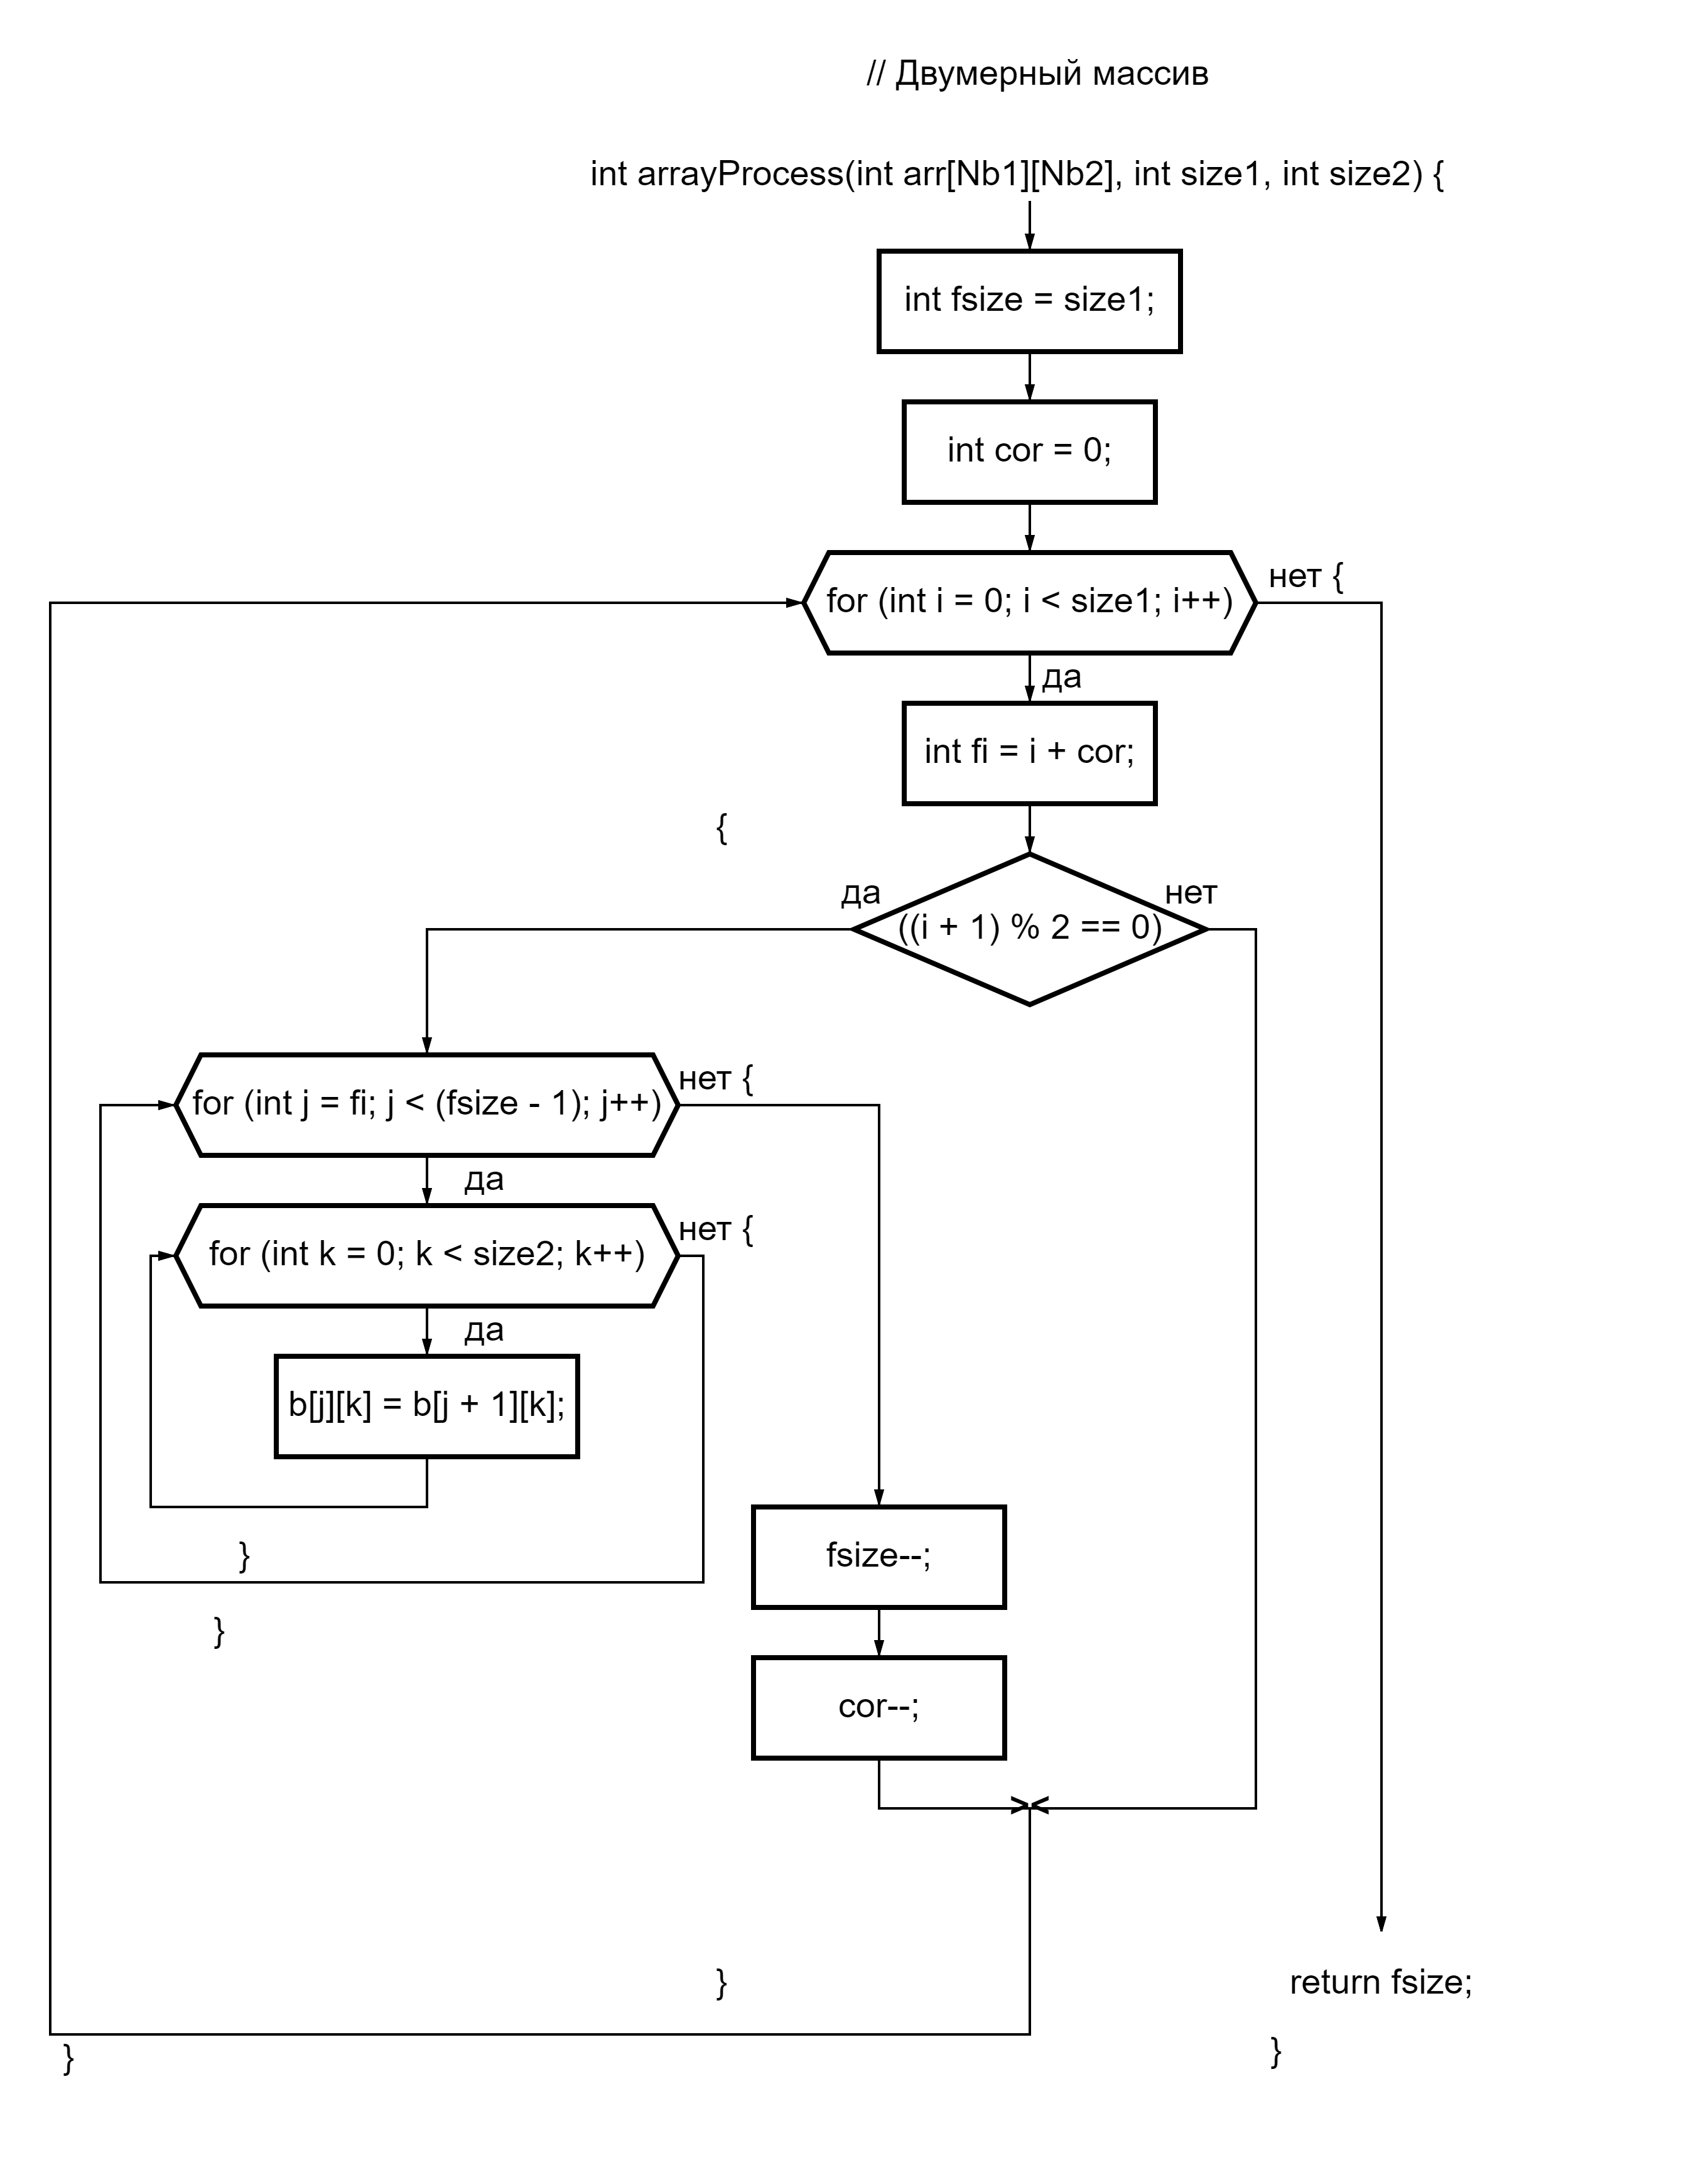 // Двумерный массив
int arrayProcess(int arr[Nb1][Nb2], int size1, int size2) {
int fsize = size1;
int cor = 0;
for (int i = 0; i < size1; i++)
нет {
да
int fi = i + cor;
{
да
нет
((i + 1) % 2 == 0)
for (int j = fi; j < (fsize - 1); j++)
нет {
да
for (int k = 0; k < size2; k++)
нет {
да
b[j][k] = b[j + 1][k];
}
}
fsize--;
cor--;
><
}
return fsize;
}
}